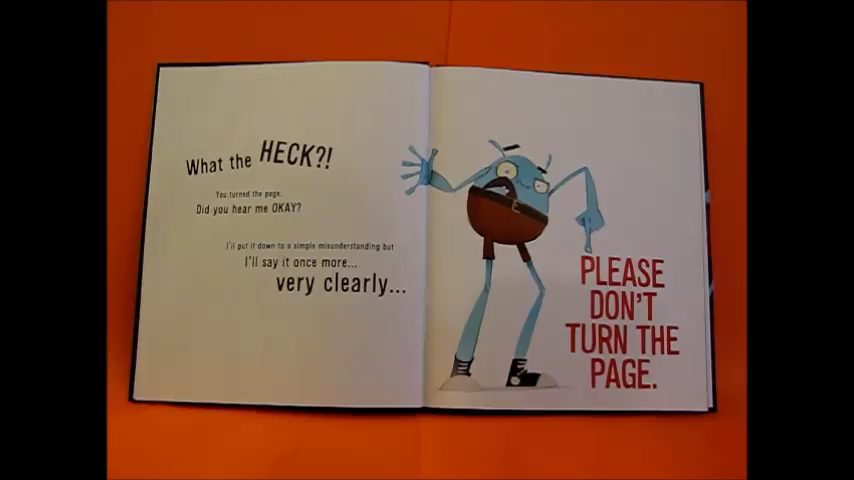 What the HECK?!
You turned the page.
Did you hear me OKAY?
I'll put it down to a simple misunderstanding but
I'll say it once more...
very clearly...
PLEASE
DON'T
TURN THE
PAGE.